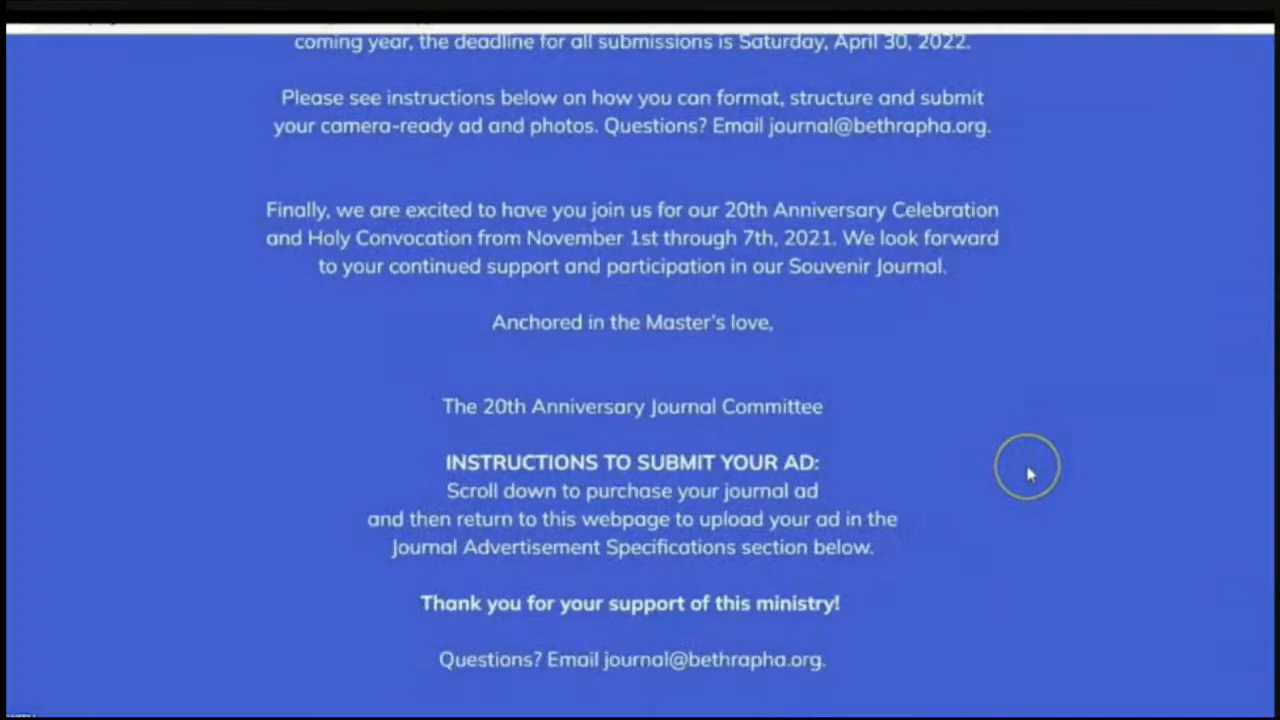 coming year, the deadline for all submissions is Saturday, April 30, 2022.
Please see instructions below on how you can format, structure and submit
your camera-ready ad and photos. Questions? Email journal@bethrapha.org.
Finally, we are excited to have you join us for our 20th Anniversary Celebration
and Holy Convocation from November 1st through 7th, 2021. We look forward
to your continued support and participation in our Souvenir Journal.
Anchored in the Master's love,
The 20th Anniversary Journal Committee
INSTRUCTIONS TO SUBMIT YOUR AD:
Scroll down to purchase your journal ad
and then return to this webpage to upload your ad in the
Journal Advertisement Specifications section below.
Thank you for your support of this ministry!
Questions? Email journal@bethrapha.org.